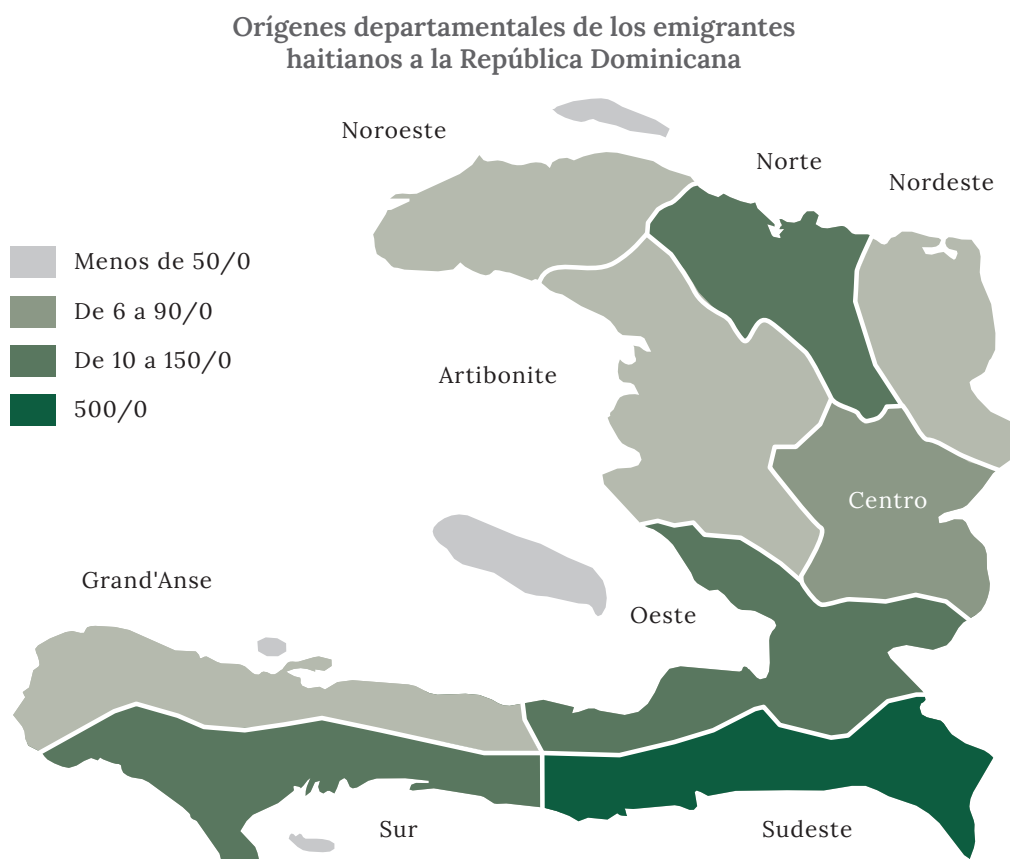 Orígenes departamentales de los emigrantes
haitianos a la República Dominicana
Noroeste
Norte
Nordeste
Menos de 50/0
De 6 a 90/0
De 10 a 150/0
500/0
Artibonite
Centro
Grand'Anse
Oeste
Sur
Sudeste